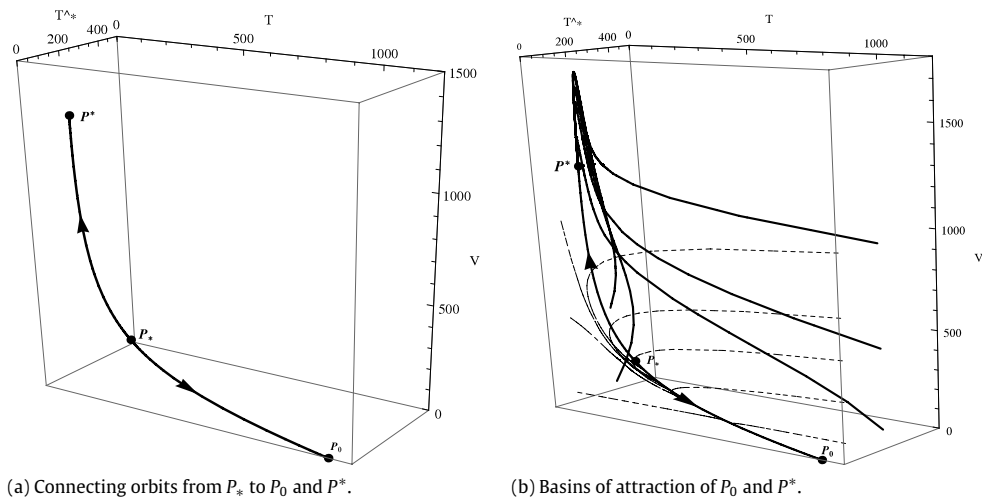 T^*
T
0
200
400
0
500
1000
1500
1000
V
500
0
P*
P*
P0
(a) Connecting orbits from P* to P0 and P*.
T^*
T
0
200
400
0
500
1000
1500
1000
V
500
0
P*
P*
P0
(b) Basins of attraction of P0 and P*.